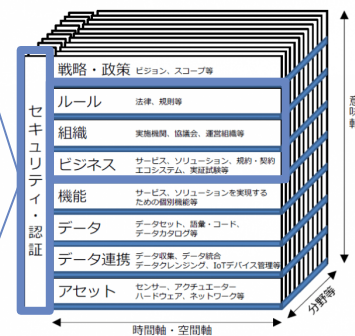 セキュリティ・認証
戦略・政策 ビジョン、スコープ等
ルール 法律、規則等
組織 実施機関、協議会、運営組織等
ビジネス サービス、ソリューション、規約・契約
エコシステム、実証試験等
機能 サービス、ソリューションを実現する
ための個別機能等
データ データセット、語彙・コード、
データカタログ等
データ連携 データ収集、データ統合
データクレンジング、IoTデバイス管理等
アセット センサー、アクチュエーター
ハードウェア、ネットワーク等
意味軸
分野等
時間軸・空間軸